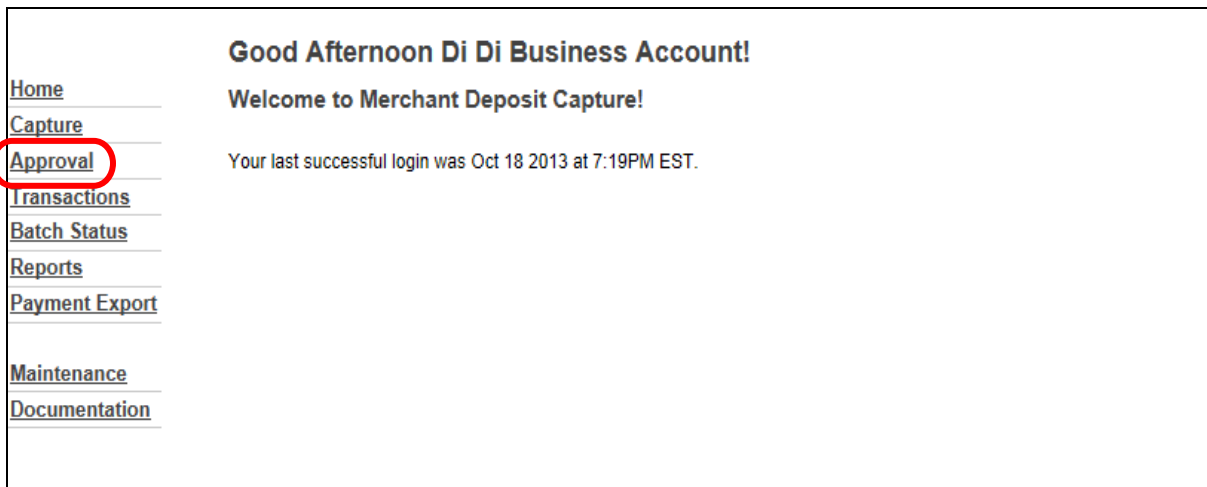 Good Afternoon Di Di Business Account!
Welcome to Merchant Deposit Capture!
Your last successful login was Oct 18 2013 at 7:19PM EST.
Home
Capture
Approval
Transactions
Batch Status
Reports
Payment Export
Maintenance
Documentation